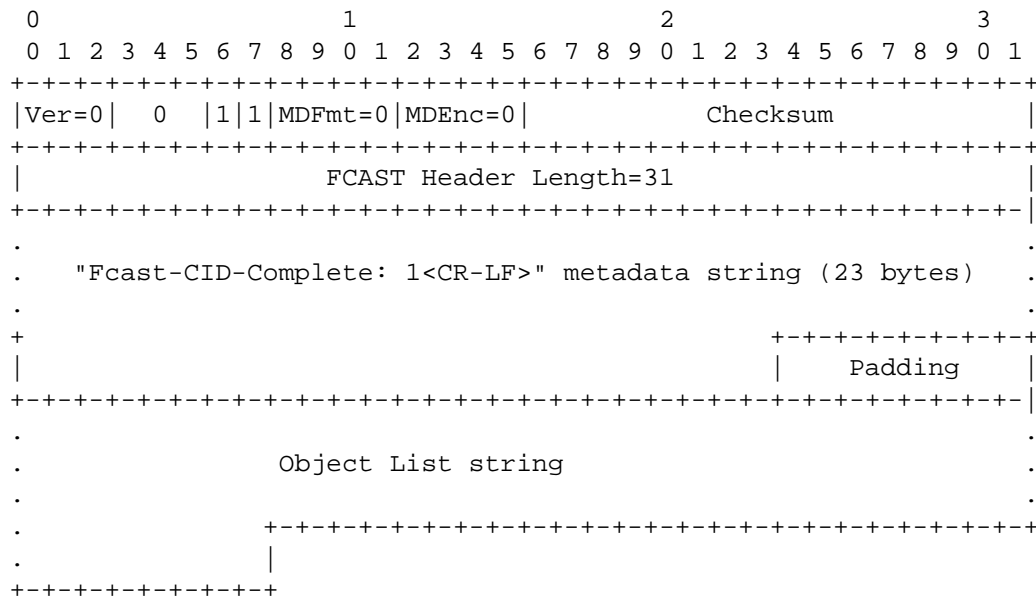 0                   1                   2                   3
 0 1 2 3 4 5 6 7 8 9 0 1 2 3 4 5 6 7 8 9 0 1 2 3 4 5 6 7 8 9 0 1
+-+-+-+-+-+-+-+-+-+-+-+-+-+-+-+-+-+-+-+-+-+-+-+-+-+-+-+-+-+-+-+-+
|Ver=0|  0  |1|1|MDFmt=0|MDEnc=0|           Checksum            |
+-+-+-+-+-+-+-+-+-+-+-+-+-+-+-+-+-+-+-+-+-+-+-+-+-+-+-+-+-+-+-+-+
|                   FCAST Header Length=31                      |
+-+-+-+-+-+-+-+-+-+-+-+-+-+-+-+-+-+-+-+-+-+-+-+-+-+-+-+-+-+-+-+-|
.                                                               .
.   "Fcast-CID-Complete: 1<CR-LF>" metadata string (23 bytes)   .
.                                                               .
+                                               +-+-+-+-+-+-+-+-+
|                                               |    Padding    |
+-+-+-+-+-+-+-+-+-+-+-+-+-+-+-+-+-+-+-+-+-+-+-+-+-+-+-+-+-+-+-+-|
.                                                               .
.                Object List string                             .
.                                                               .
.               +-+-+-+-+-+-+-+-+-+-+-+-+-+-+-+-+-+-+-+-+-+-+-+-+
.               |
+-+-+-+-+-+-+-+-+